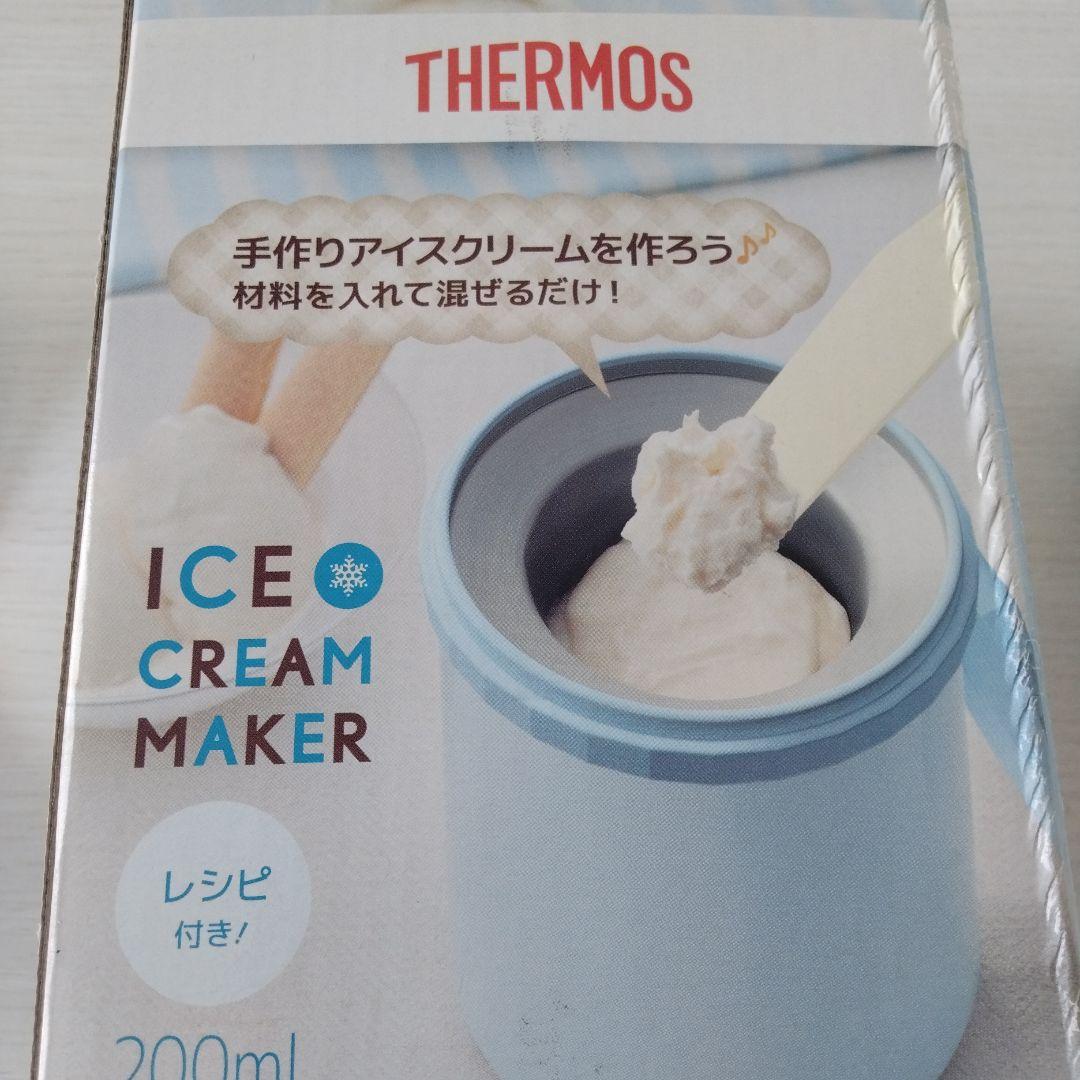 THERMOS
手作りアイスクリームを作ろう♪♪
材料を入れて混ぜるだけ!
ICE
CREAM
MAKER
レシピ
付き!
200ml